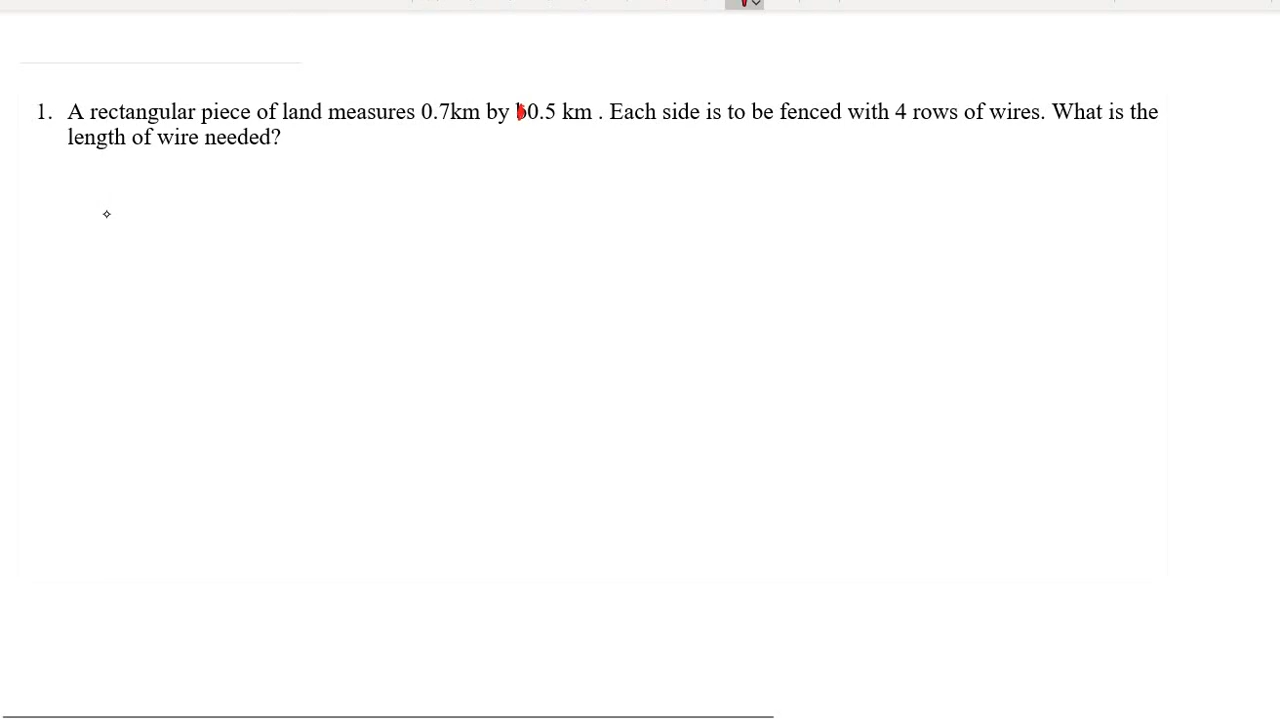 1. A rectangular piece of land measures 0.7km by 0.5 km . Each side is to be fenced with 4 rows of wires. What is the
length of wire needed?